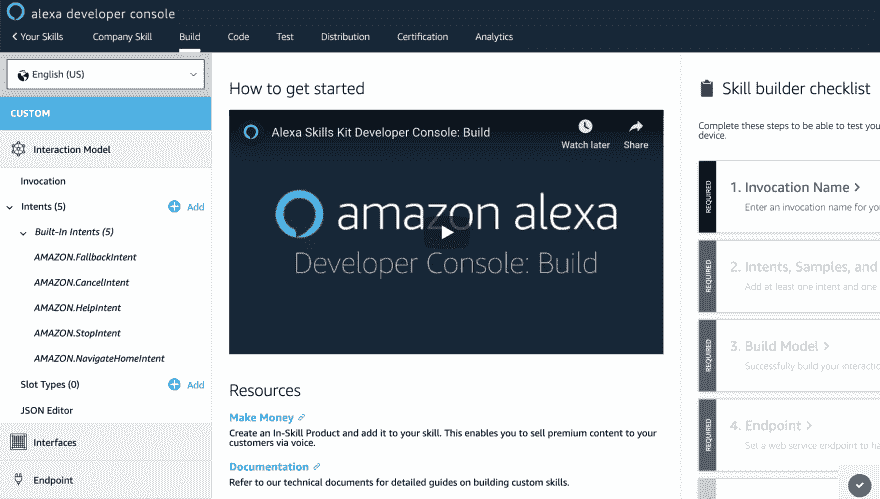 alexa developer console
Your Skills Company Skill Build Code Test Distribution Certification Analytics
English (US)
CUSTOM
Interaction Model
Invocation
Intents (5) Add
Built-In Intents (5)
AMAZON.FallbackIntent
AMAZON.CancelIntent
AMAZON.HelpIntent
AMAZON.StopIntent
AMAZON.NavigateHomeIntent
Slot Types (0) Add
JSON Editor
Interfaces
Endpoint
How to get started
Alexa Skills Kit Developer Console: Build
Watch later Share
amazon alexa
Developer Console: Build
Resources
Make Money
Create an In-Skill Product and add it to your skill. This enables you to sell premium content to your
customers via voice.
Documentation
Refer to our technical documents for detailed guides on building custom skills.
Skill builder checklist
Complete these steps to be able to test you
device.
REQUIRED
1. Invocation Name >
Enter an invocation name for yo
REQUIRED
2. Intents, Samples, and
Add at least one intent and one
REQUIRED
3. Build Model >
Successfully build your interactio
REQUIRED
4. Endpoint >
Set a web service endpoint to ha